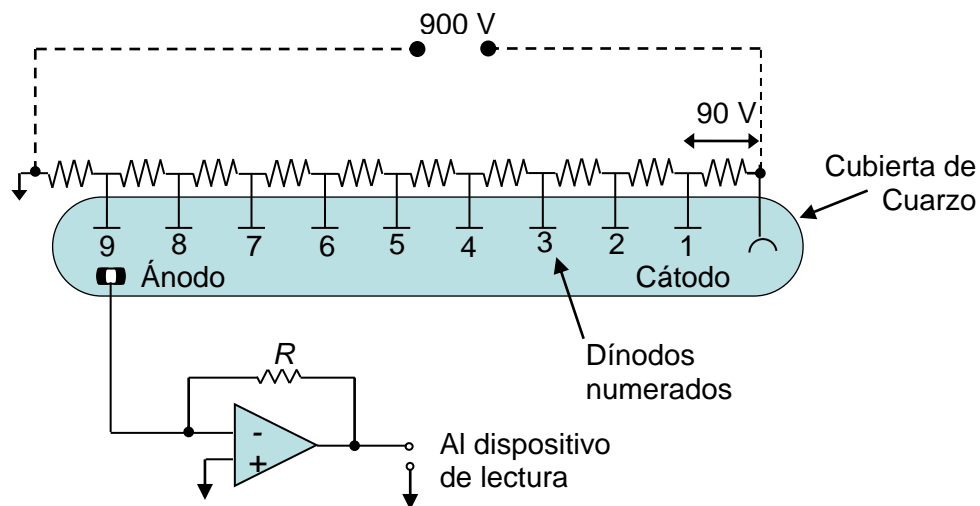 900 V
90 V
Cubierta de
Cuarzo
9 8 7 6 5 4 3 2 1
Ánodo
Cátodo
Dínodos
numerados
R
-
+
Al dispositivo
de lectura